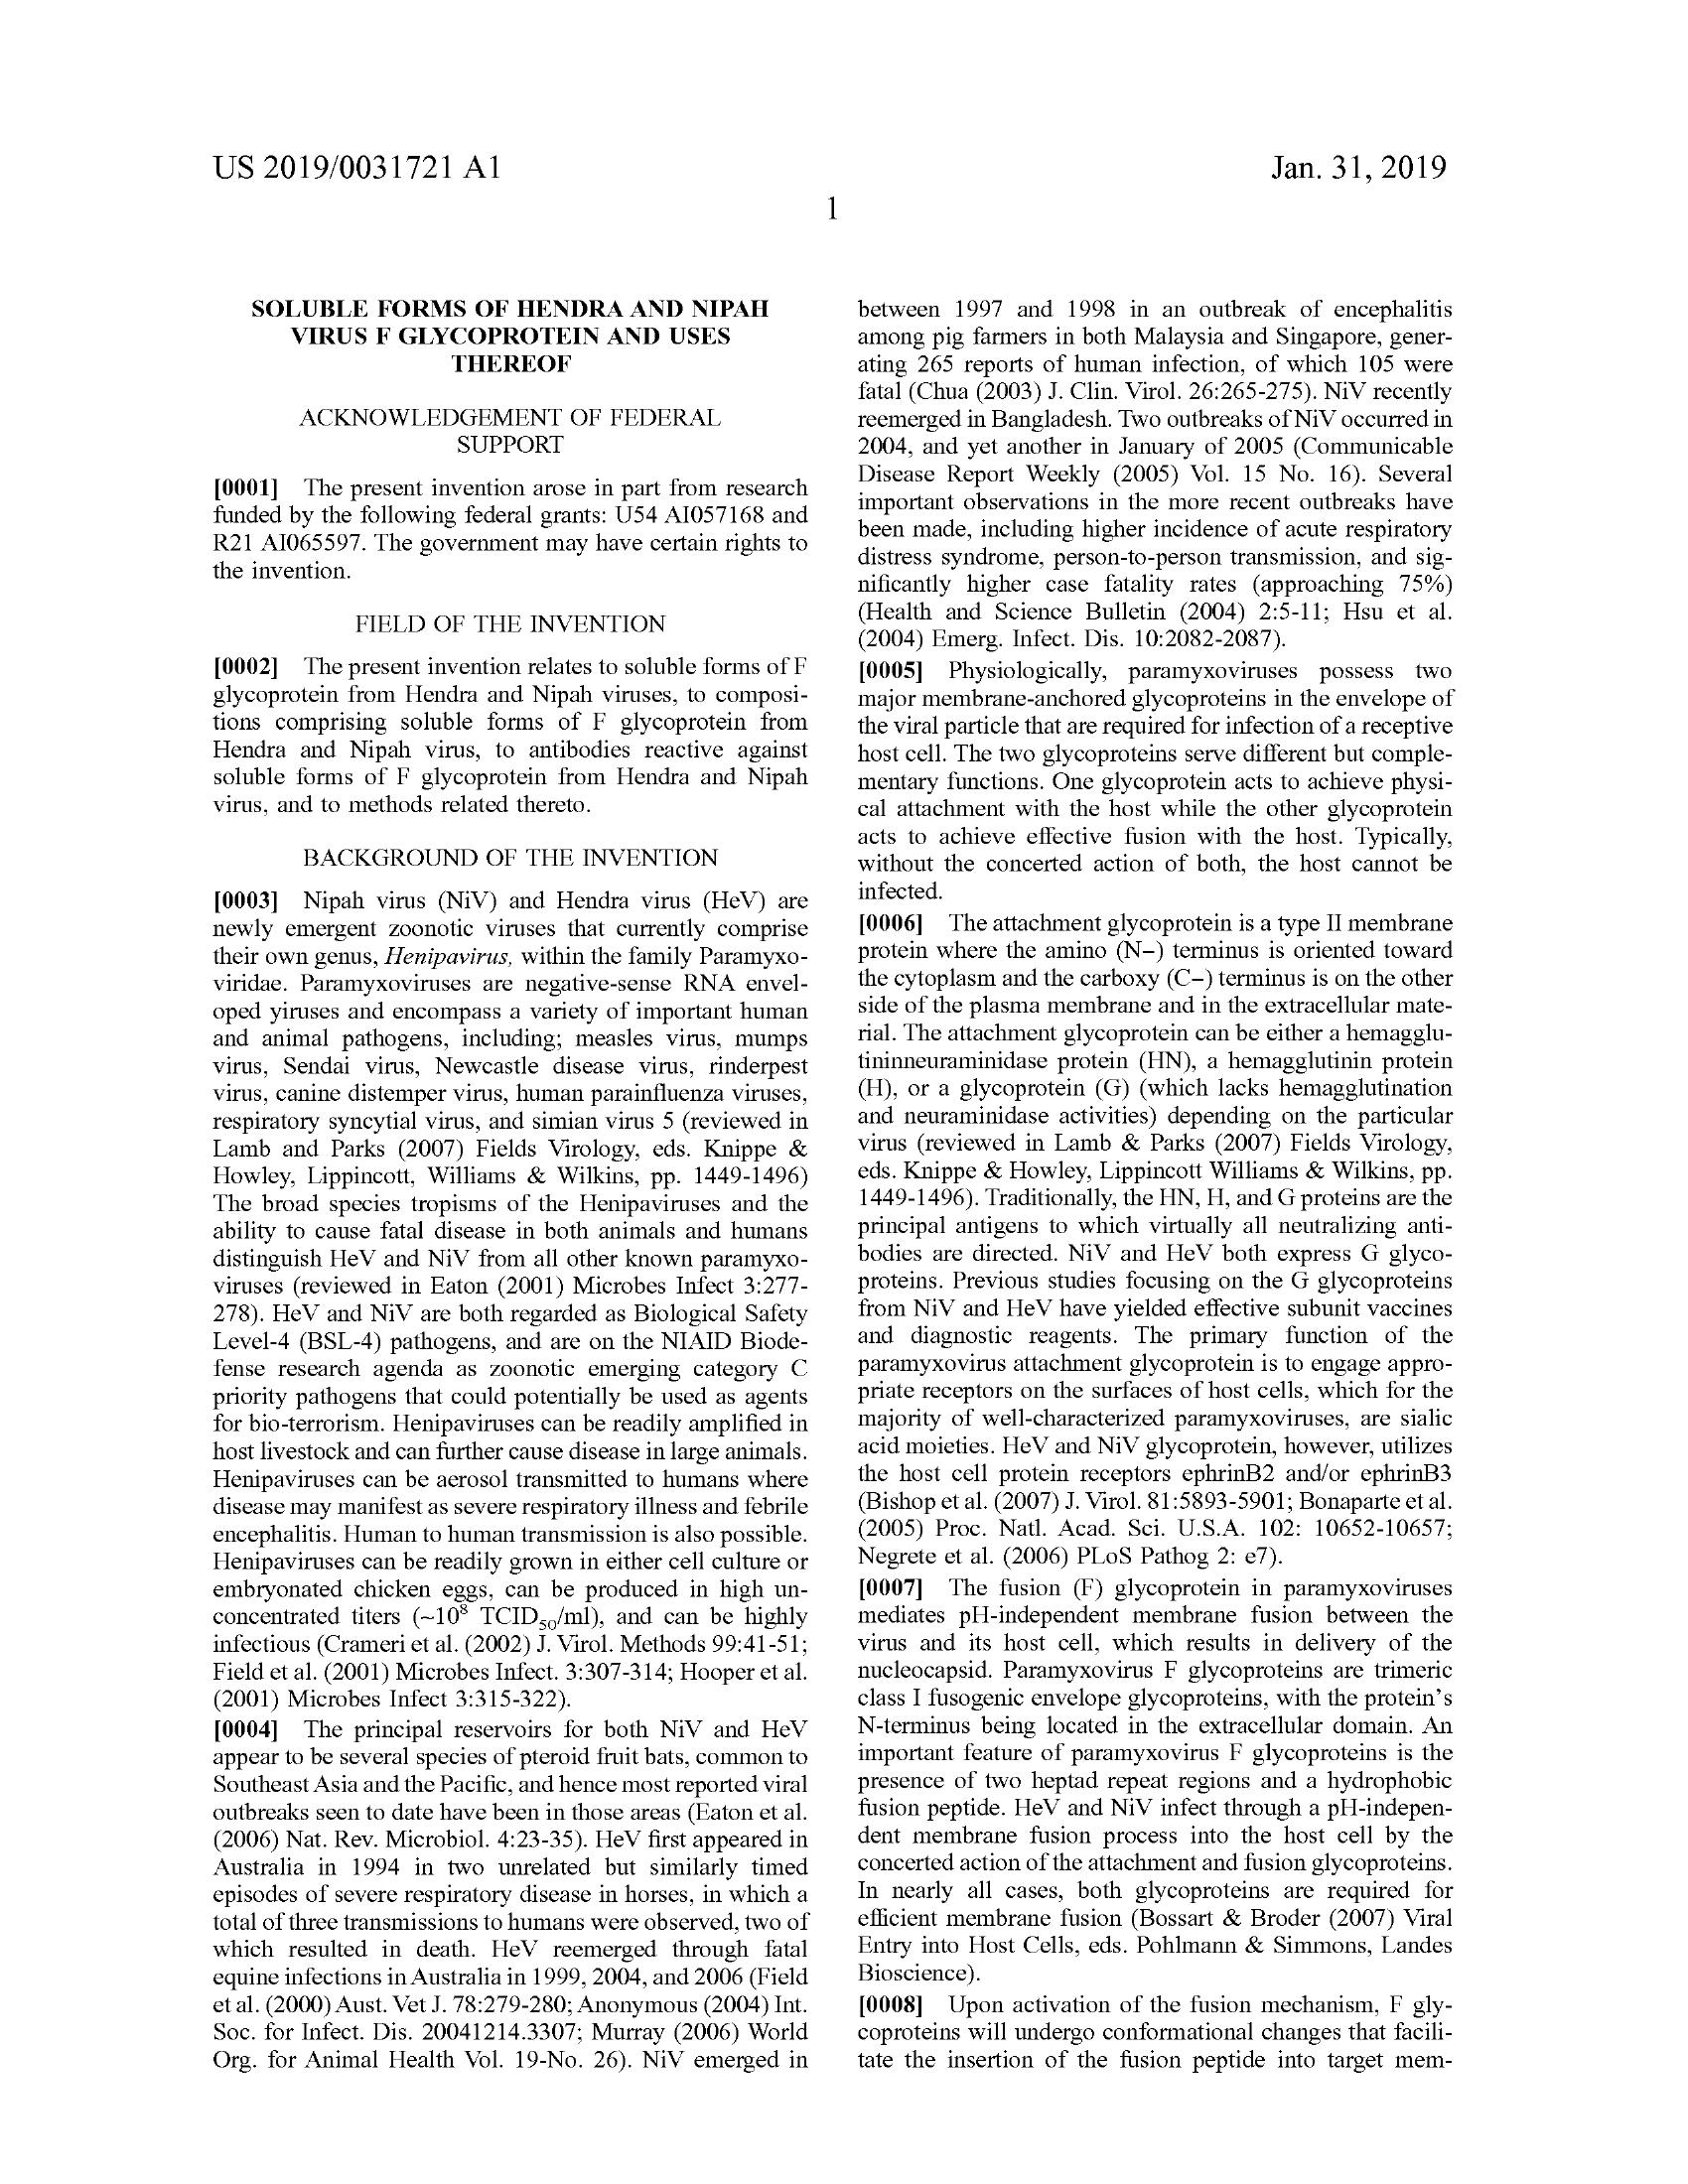 US 2019/0031721 A1
Jan. 31, 2019
1
SOLUBLE FORMS OF HENDRA AND NIPAH
VIRUS F GLYCOPROTEIN AND USES
THEREOF
ACKNOWLEDGEMENT OF FEDERAL
SUPPORT
[0001] The present invention arose in part from research
funded by the following federal grants: U54 AI057168 and
R21 AI065597. The government may have certain rights to
the invention.
FIELD OF THE INVENTION
[0002] The present invention relates to soluble forms of F
glycoprotein from Hendra and Nipah viruses, to composi-
tions comprising soluble forms of F glycoprotein from
Hendra and Nipah virus, to antibodies reactive against
soluble forms of F glycoprotein from Hendra and Nipah
virus, and to methods related thereto.
BACKGROUND OF THE INVENTION
[0003] Nipah virus (NiV) and Hendra virus (HeV) are
newly emergent zoonotic viruses that currently comprise
their own genus, Henipavirus, within the family Paramyxo-
viridae. Paramyxoviruses are negative-sense RNA envel-
oped yiruses and encompass a variety of important human
and animal pathogens, including; measles virus, mumps
virus, Sendai virus, Newcastle disease virus, rinderpest
virus, canine distemper virus, human parainfluenza viruses,
respiratory syncytial virus, and simian virus 5 (reviewed in
Lamb and Parks (2007) Fields Virology, eds. Knippe &
Howley, Lippincott, Williams & Wilkins, pp. 1449-1496)
The broad species tropisms of the Henipaviruses and the
ability to cause fatal disease in both animals and humans
distinguish HeV and NiV from all other known paramyxo-
viruses (reviewed in Eaton (2001) Microbes Infect 3:277-
278). HeV and NiV are both regarded as Biological Safety
Level-4 (BSL-4) pathogens, and are on the NIAID Biode-
fense research agenda as zoonotic emerging category C
priority pathogens that could potentially be used as agents
for bio-terrorism. Henipaviruses can be readily amplified in
host livestock and can further cause disease in large animals.
Henipaviruses can be aerosol transmitted to humans where
disease may manifest as severe respiratory illness and febrile
encephalitis. Human to human transmission is also possible.
Henipaviruses can be readily grown in either cell culture or
embryonated chicken eggs, can be produced in high un-
concentrated titers (~10⁸ TCID₅₀/ml), and can be highly
infectious (Crameri et al. (2002) J. Virol. Methods 99:41-51;
Field et al. (2001) Microbes Infect. 3:307-314; Hooper et al.
(2001) Microbes Infect 3:315-322).
[0004] The principal reservoirs for both NiV and HeV
appear to be several species of pteroid fruit bats, common to
Southeast Asia and the Pacific, and hence most reported viral
outbreaks seen to date have been in those areas (Eaton et al.
(2006) Nat. Rev. Microbiol. 4:23-35). HeV first appeared in
Australia in 1994 in two unrelated but similarly timed
episodes of severe respiratory disease in horses, in which a
total of three transmissions to humans were observed, two of
which resulted in death. HeV reemerged through fatal
equine infections in Australia in 1999, 2004, and 2006 (Field
et al. (2000) Aust. Vet J. 78:279-280; Anonymous (2004) Int.
Soc. for Infect. Dis. 20041214.3307; Murray (2006) World
Org. for Animal Health Vol. 19-No. 26). NiV emerged in
between 1997 and 1998 in an outbreak of encephalitis
among pig farmers in both Malaysia and Singapore, gener-
ating 265 reports of human infection, of which 105 were
fatal (Chua (2003) J. Clin. Virol. 26:265-275). NiV recently
reemerged in Bangladesh. Two outbreaks of NiV occurred in
2004, and yet another in January of 2005 (Communicable
Disease Report Weekly (2005) Vol. 15 No. 16). Several
important observations in the more recent outbreaks have
been made, including higher incidence of acute respiratory
distress syndrome, person-to-person transmission, and sig-
nificantly higher case fatality rates (approaching 75%)
(Health and Science Bulletin (2004) 2:5-11; Hsu et al.
(2004) Emerg. Infect. Dis. 10:2082-2087).
[0005] Physiologically, paramyxoviruses possess two
major membrane-anchored glycoproteins in the envelope of
the viral particle that are required for infection of a receptive
host cell. The two glycoproteins serve different but comple-
mentary functions. One glycoprotein acts to achieve physi-
cal attachment with the host while the other glycoprotein
acts to achieve effective fusion with the host. Typically,
without the concerted action of both, the host cannot be
infected.
[0006] The attachment glycoprotein is a type II membrane
protein where the amino (N–) terminus is oriented toward
the cytoplasm and the carboxy (C–) terminus is on the other
side of the plasma membrane and in the extracellular mate-
rial. The attachment glycoprotein can be either a hemagglu-
tininneuraminidase protein (HN), a hemagglutinin protein
(H), or a glycoprotein (G) (which lacks hemagglutination
and neuraminidase activities) depending on the particular
virus (reviewed in Lamb & Parks (2007) Fields Virology,
eds. Knippe & Howley, Lippincott Williams & Wilkins, pp.
1449-1496). Traditionally, the HN, H, and G proteins are the
principal antigens to which virtually all neutralizing anti-
bodies are directed. NiV and HeV both express G glyco-
proteins. Previous studies focusing on the G glycoproteins
from NiV and HeV have yielded effective subunit vaccines
and diagnostic reagents. The primary function of the
paramyxovirus attachment glycoprotein is to engage appro-
priate receptors on the surfaces of host cells, which for the
majority of well-characterized paramyxoviruses, are sialic
acid moieties. HeV and NiV glycoprotein, however, utilizes
the host cell protein receptors ephrinB2 and/or ephrinB3
(Bishop et al. (2007) J. Virol. 81:5893-5901; Bonaparte et al.
(2005) Proc. Natl. Acad. Sci. U.S.A. 102: 10652-10657;
Negrete et al. (2006) PLoS Pathog 2: e7).
[0007] The fusion (F) glycoprotein in paramyxoviruses
mediates pH-independent membrane fusion between the
virus and its host cell, which results in delivery of the
nucleocapsid. Paramyxovirus F glycoproteins are trimeric
class I fusogenic envelope glycoproteins, with the protein’s
N-terminus being located in the extracellular domain. An
important feature of paramyxovirus F glycoproteins is the
presence of two heptad repeat regions and a hydrophobic
fusion peptide. HeV and NiV infect through a pH-indepen-
dent membrane fusion process into the host cell by the
concerted action of the attachment and fusion glycoproteins.
In nearly all cases, both glycoproteins are required for
efficient membrane fusion (Bossart & Broder (2007) Viral
Entry into Host Cells, eds. Pohlmann & Simmons, Landes
Bioscience).
[0008] Upon activation of the fusion mechanism, F gly-
coproteins will undergo conformational changes that facili-
tate the insertion of the fusion peptide into target mem-